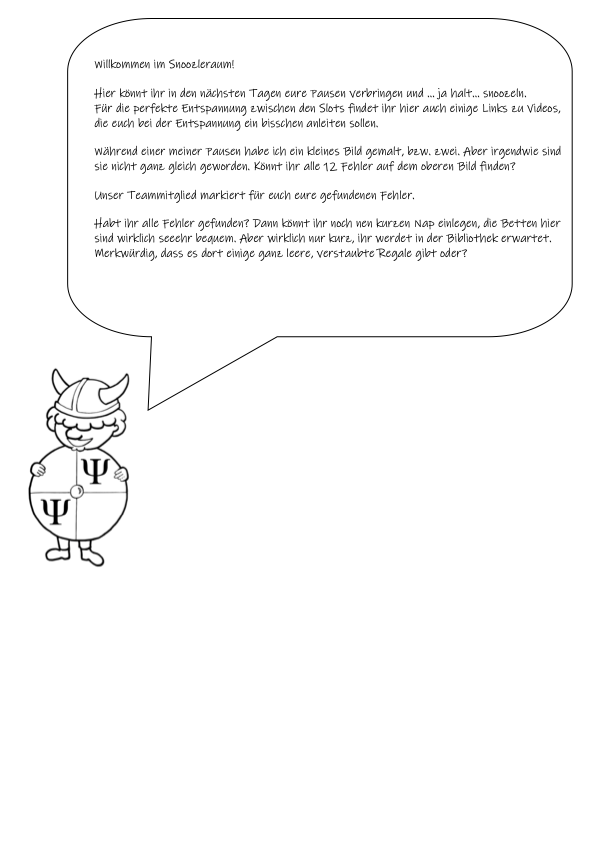 Willkommen im Snoozleraum!
Hier könnt ihr in den nächsten Tagen eure Pausen verbringen und ... ja halt... snoozeln.
Für die perfekte Entspannung zwischen den Slots findet ihr hier auch einige Links zu Videos,
die euch bei der Entspannung ein bisschen anleiten sollen.
Während einer meiner Pausen habe ich ein kleines Bild gemalt, bzw. zwei. Aber irgendwie sind
sie nicht ganz gleich geworden. Könnt ihr alle 12 Fehler auf dem oberen Bild finden?
Unser Teammitglied markiert für euch eure gefundenen Fehler.
Habt ihr alle Fehler gefunden? Dann könnt ihr noch nen kurzen Nap einlegen, die Betten hier
sind wirklich seeehr bequem. Aber wirklich nur kurz, ihr werdet in der Bibliothek erwartet.
Merkwürdig, dass es dort einige ganz leere, verstaubte Regale gibt oder?
Ψ
Ψ